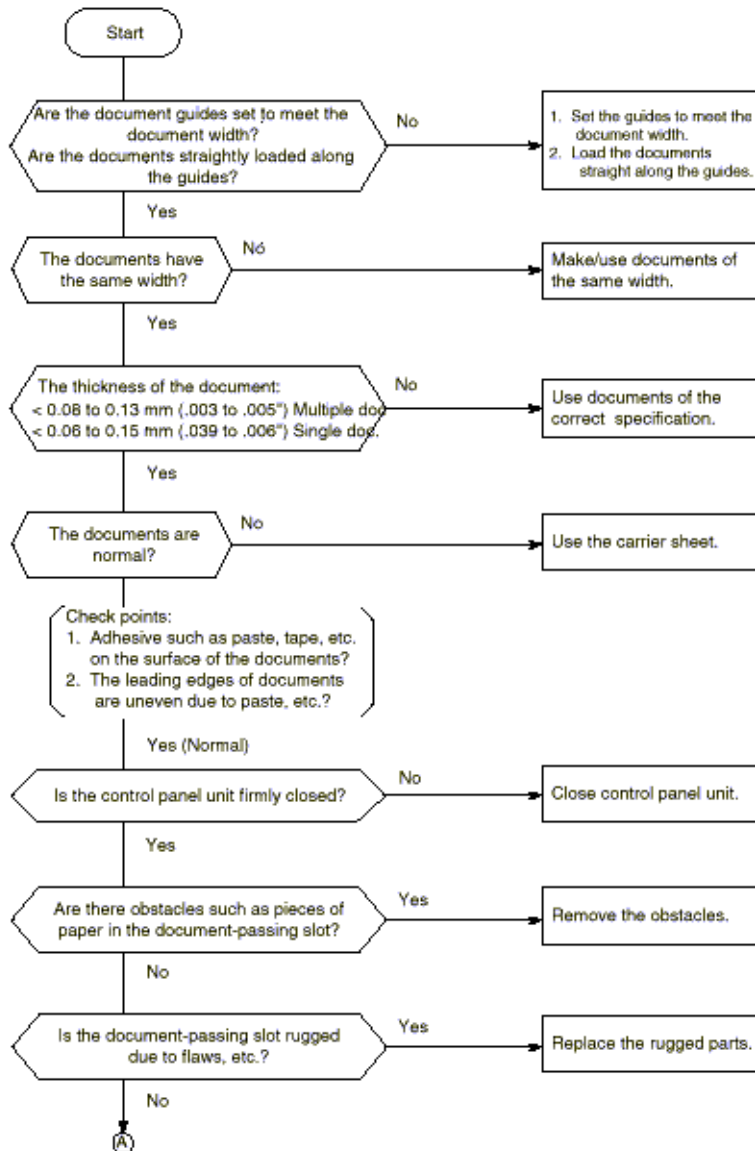 Start
Are the document guides set to meet the
document width?
Are the documents straightly loaded along
the guides?
No
1. Set the guides to meet the
document width.
2. Load the documents
straight along the guides.
Yes
The documents have
the same width?
Nó
Make/use documents of
the same width.
Yes
The thickness of the document:
< 0.08 to 0.13 mm (.003 to .005") Multiple doc.
< 0.06 to 0.15 mm (.039 to .006") Single doc.
No
Use documents of the
correct specification.
Yes
The documents are
normal?
No
Use the carrier sheet.
Check points:
1. Adhesive such as paste, tape, etc.
on the surface of the documents?
2. The leading edges of documents
are uneven due to paste, etc.?
Yes (Normal)
Is the control panel unit firmly closed?
No
Close control panel unit.
Yes
Are there obstacles such as pieces of
paper in the document-passing slot?
Yes
Remove the obstacles.
No
Is the document-passing slot rugged
due to flaws, etc.?
Yes
Replace the rugged parts.
No
A